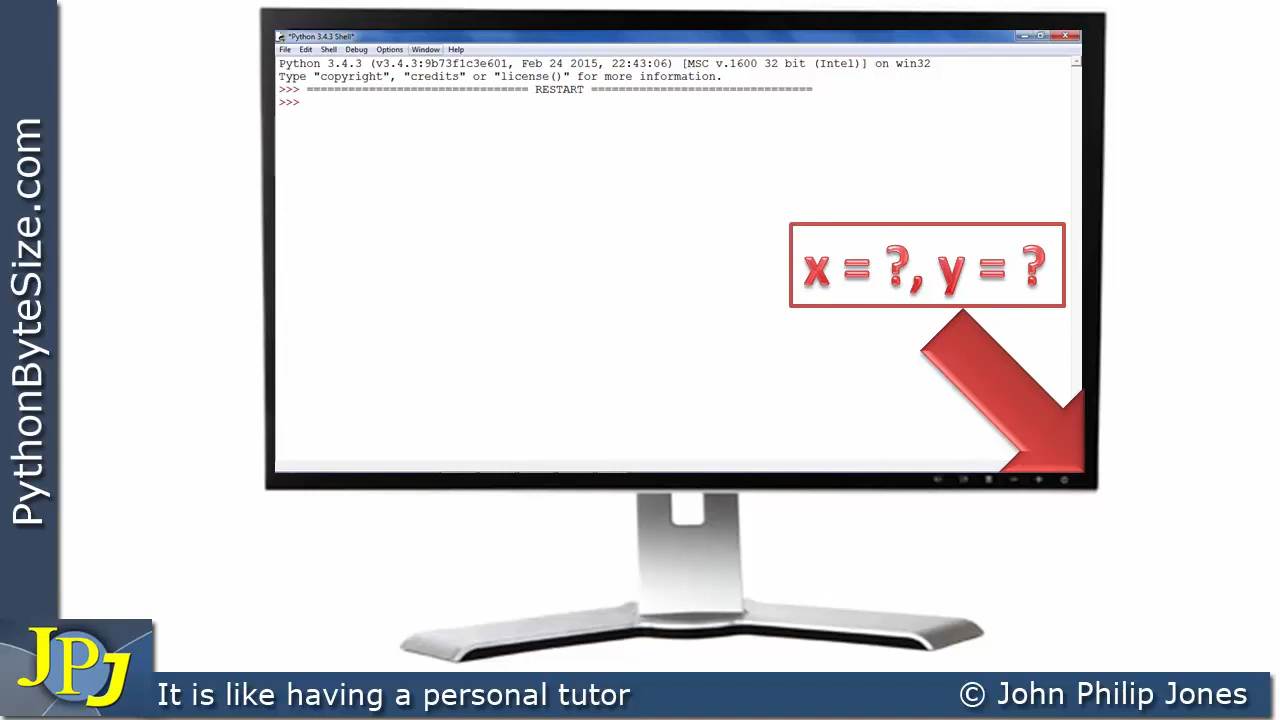 *Python 3.4.3 Shell*
File Edit Shell Debug Options Window Help
Python 3.4.3 (v3.4.3:9b73f1c3e601, Feb 24 2015, 22:43:06) [MSC v.1600 32 bit (Intel)] on win32
Type "copyright", "credits" or "license()" for more information.
>>> ================================ RESTART ================================
>>>
x = ?, y = ?
PythonByteSize.com
JPJ
It is like having a personal tutor
© John Philip Jones